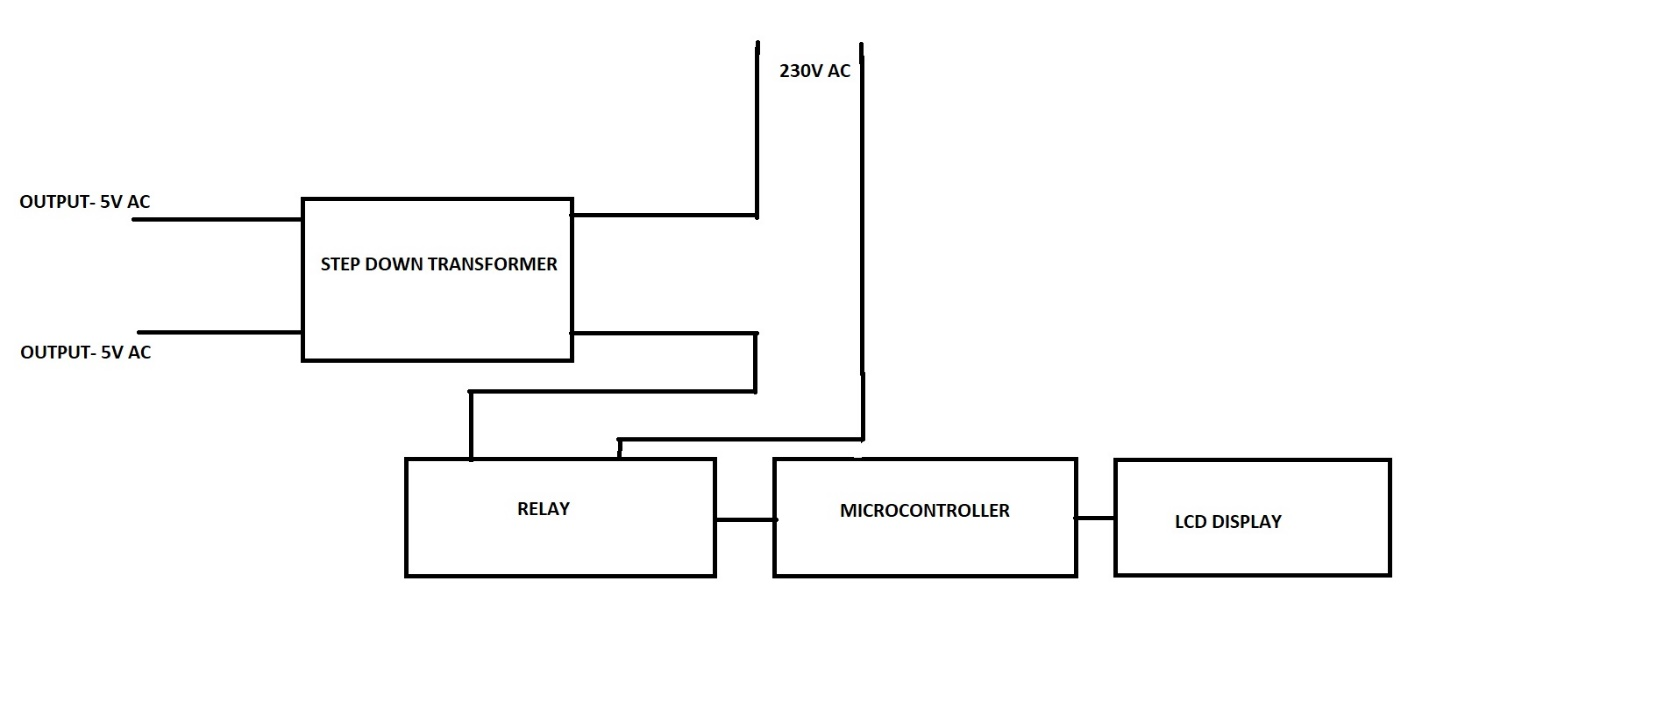 230V AC
OUTPUT- 5V AC
STEP DOWN TRANSFORMER
OUTPUT- 5V AC
RELAY
MICROCONTROLLER
LCD DISPLAY